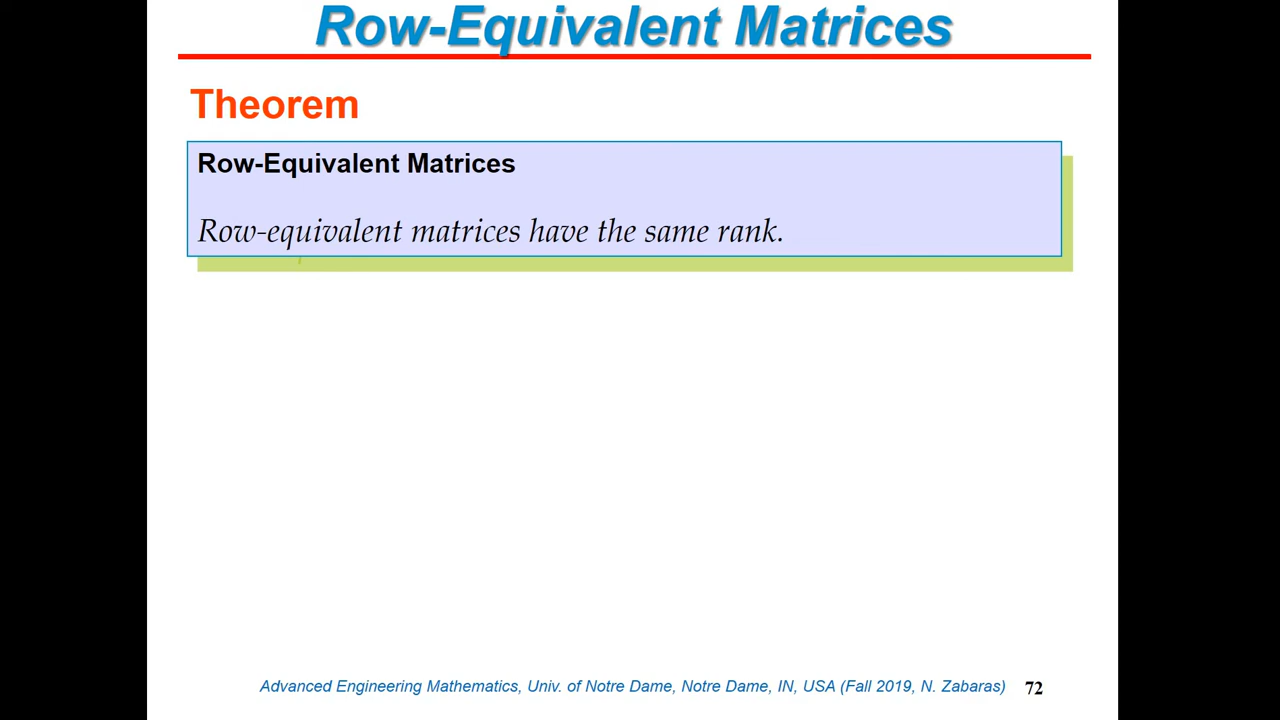 Row-Equivalent Matrices
Theorem
Row-Equivalent Matrices
Row-equivalent matrices have the same rank.
Advanced Engineering Mathematics, Univ. of Notre Dame, Notre Dame, IN, USA (Fall 2019, N. Zabaras) 72